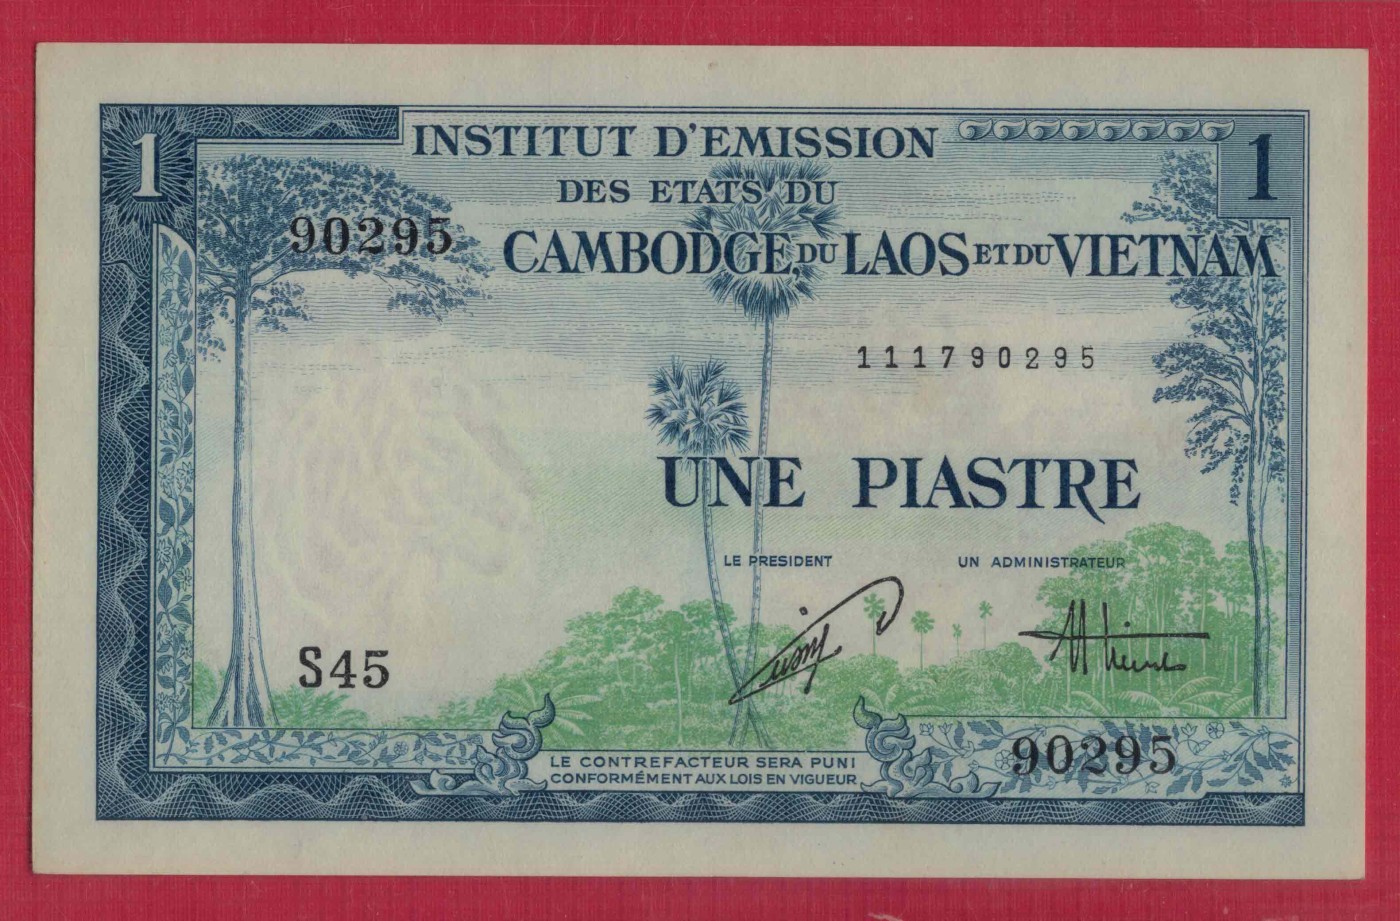 1
INSTITUT D'EMISSION
1
DES ETATS DU
90295
CAMBODGE, DU LAOS ET DU VIETNAM
111790295
UNE PIASTRE
LE PRESIDENT
UN ADMINISTRATEUR
S45
90295
LE CONTREFACTEUR SERA PUNI
CONFORMÉMENT AUX LOIS EN VIGUEUR